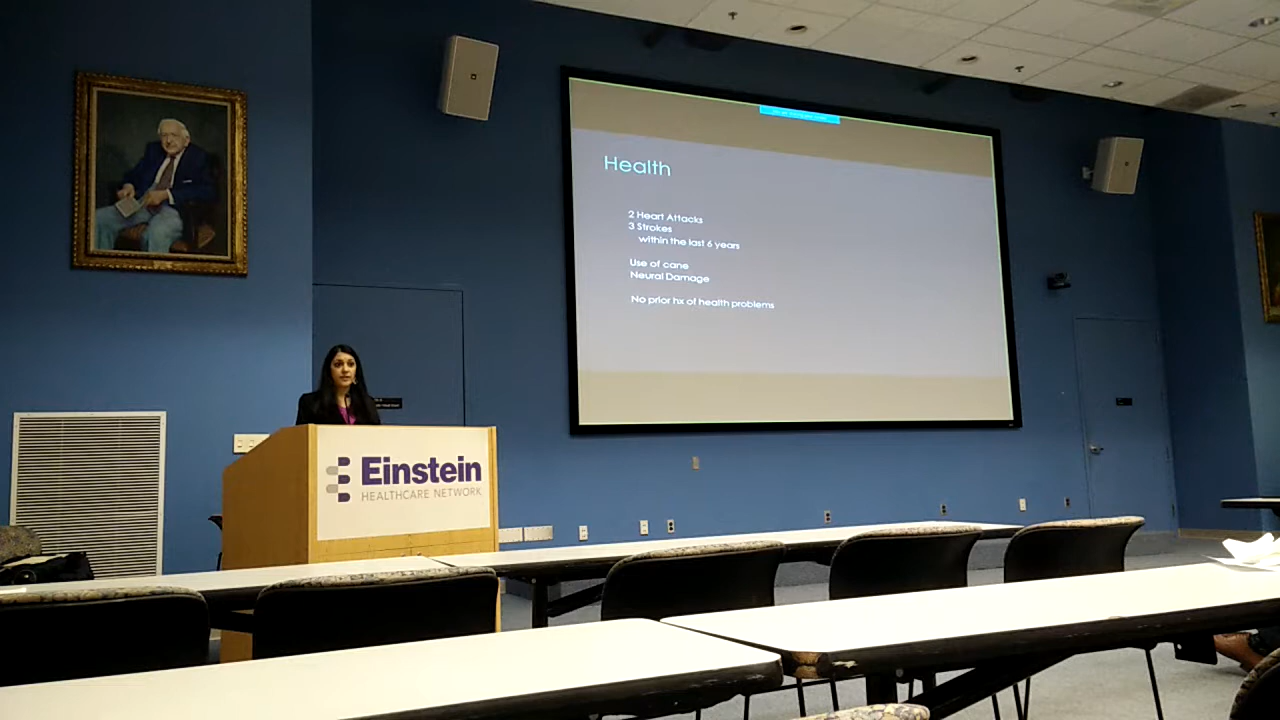 Health
2 Heart Attacks
3 Strokes
within the last 6 years
Use of cane
Neural Damage
No prior hx of health problems
Einstein
HEALTHCARE NETWORK